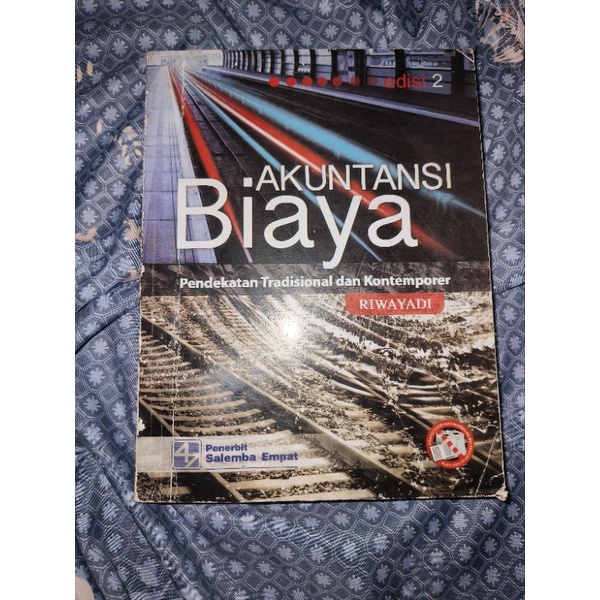 edisi 2
AKUNTANSI
Biaya
Pendekatan Tradisional dan Kontemporer
RIWAYADI
Penerbit
Salemba Empat